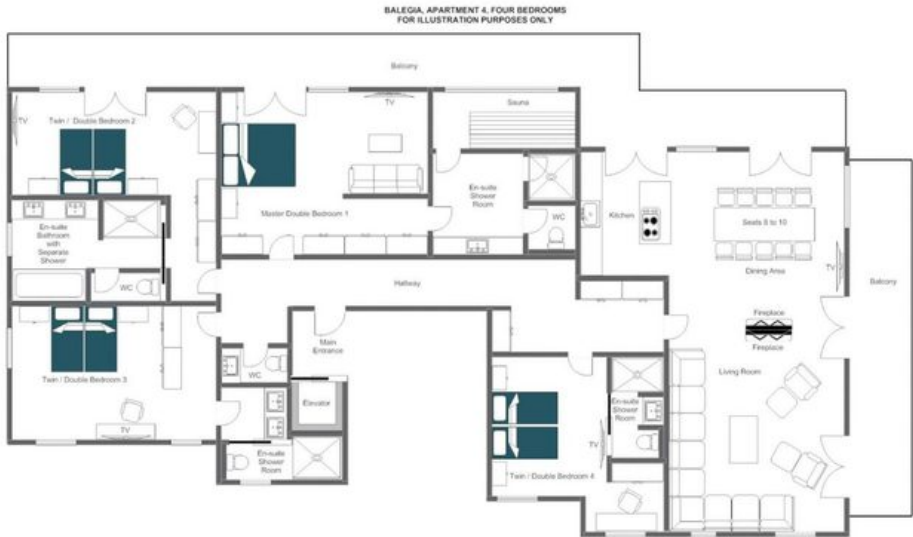 BALEGIA, APARTMENT 4. FOUR BEDROOMS
FOR ILLUSTRATION PURPOSES ONLY
Balcony
Sauna
TV
TV
Twin / Double Bedroom 2
En-suite
Shower
Room
WC
Kitchen
Master Double Bedroom 1
Seats 8 to 10
En-suite
Bathroom
with
Separate
Shower
WC
Dining Area
TV
Hallway
Balcony
Fireplace
Fireplace
Main
Entrance
WC
Living Room
Twin / Double Bedroom 3
TV
Elevator
En-suite
Shower
Room
TV
En-suite
Shower
Room
Twin / Double Bedroom 4